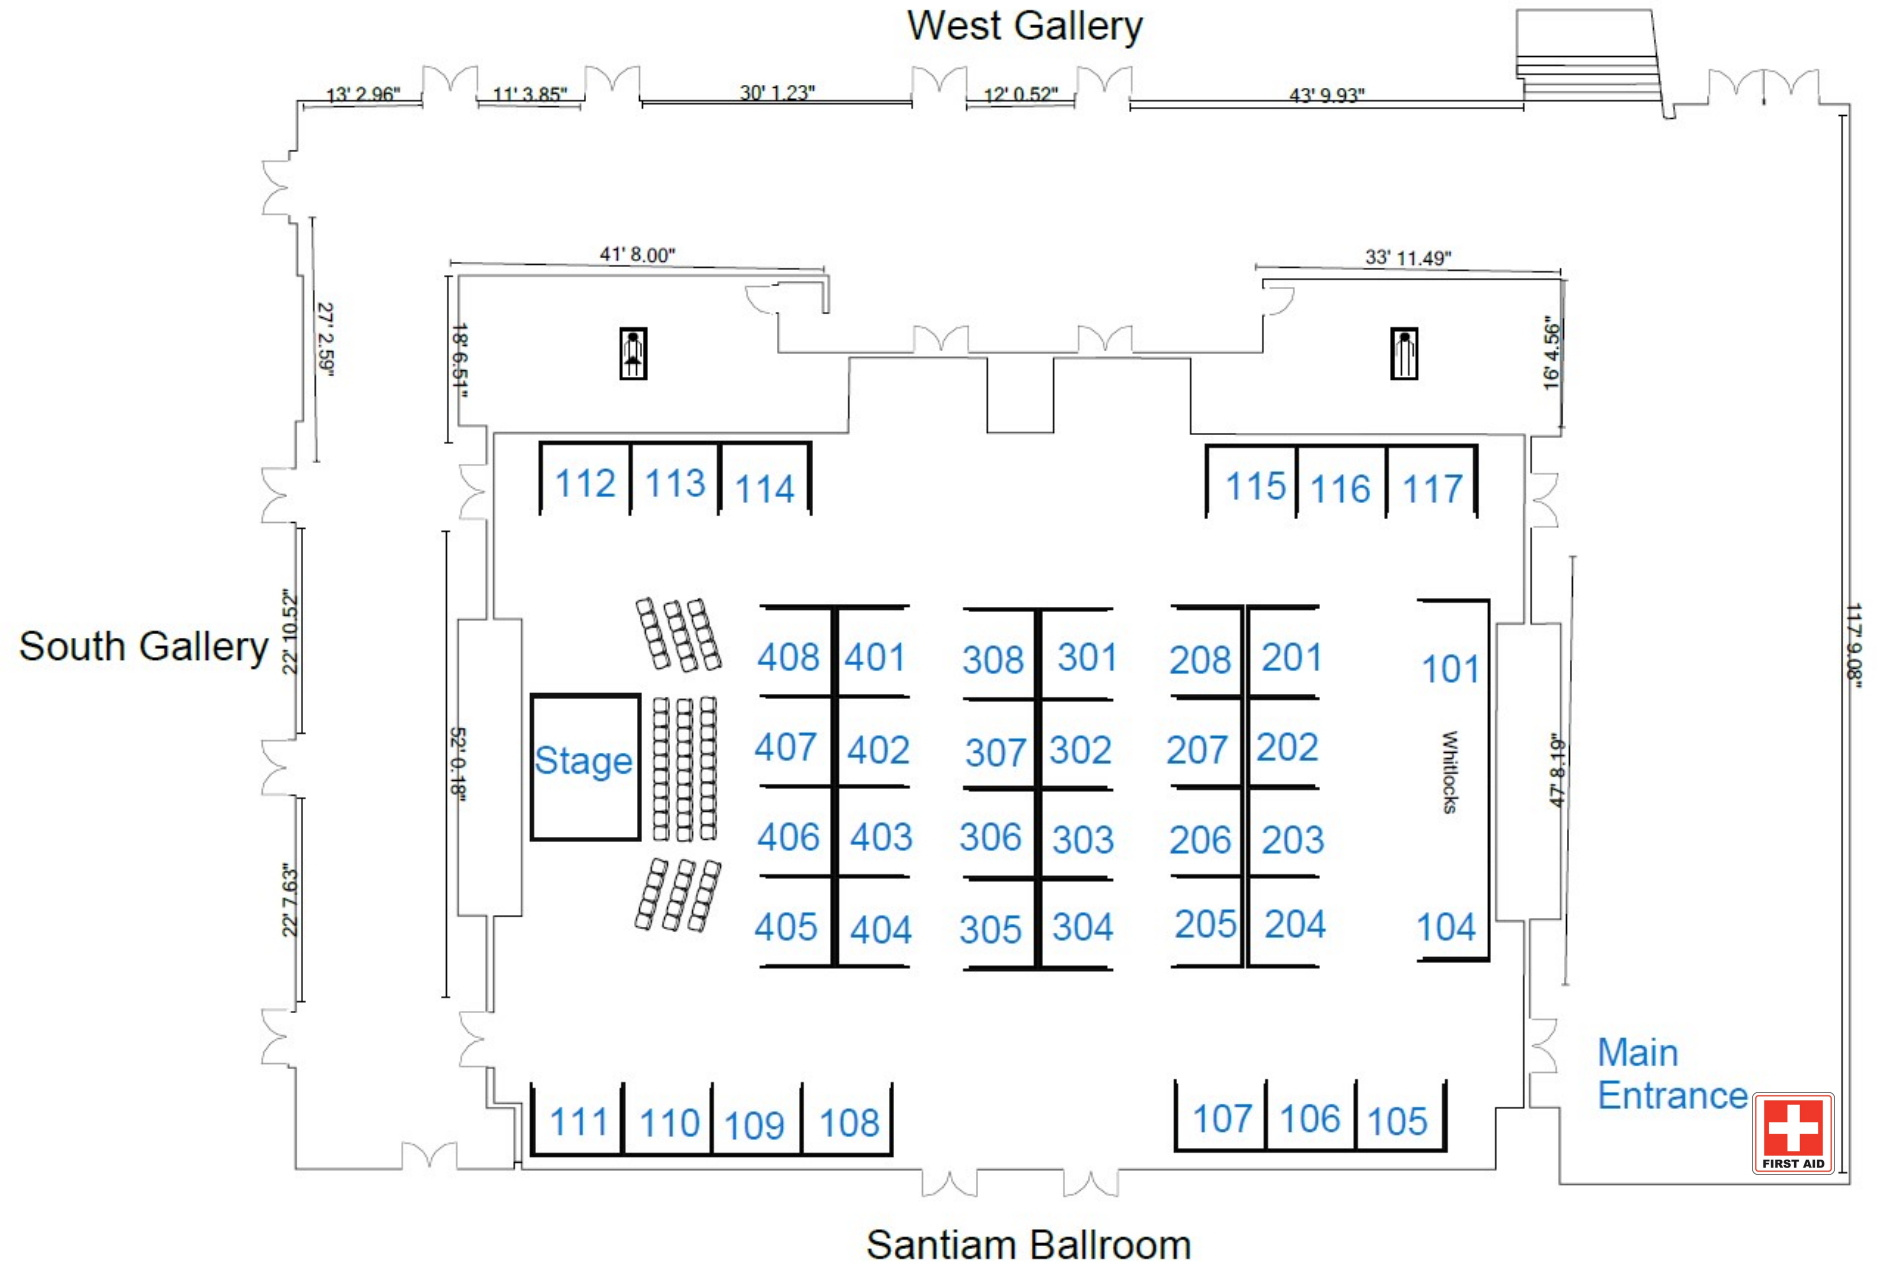 West Gallery
13' 2.96"
11' 3.85"
30' 1.23"
12' 0.52"
43' 9.93"
41' 8.00"
33' 11.49"
27' 2.59"
18' 6.51"
16' 4.56"
112 113 114
115 116 117
South Gallery
22' 10.52"
117' 9.08"
408 401 308 301 208 201 101
Stage
407 402 307 302 207 202
Whitlocks
52' 0.18"
47' 8.19"
406 403 306 303 206 203
405 404 305 304 205 204 104
22' 7.63"
Main
Entrance
111 110 109 108
107 106 105
FIRST AID
Santiam Ballroom